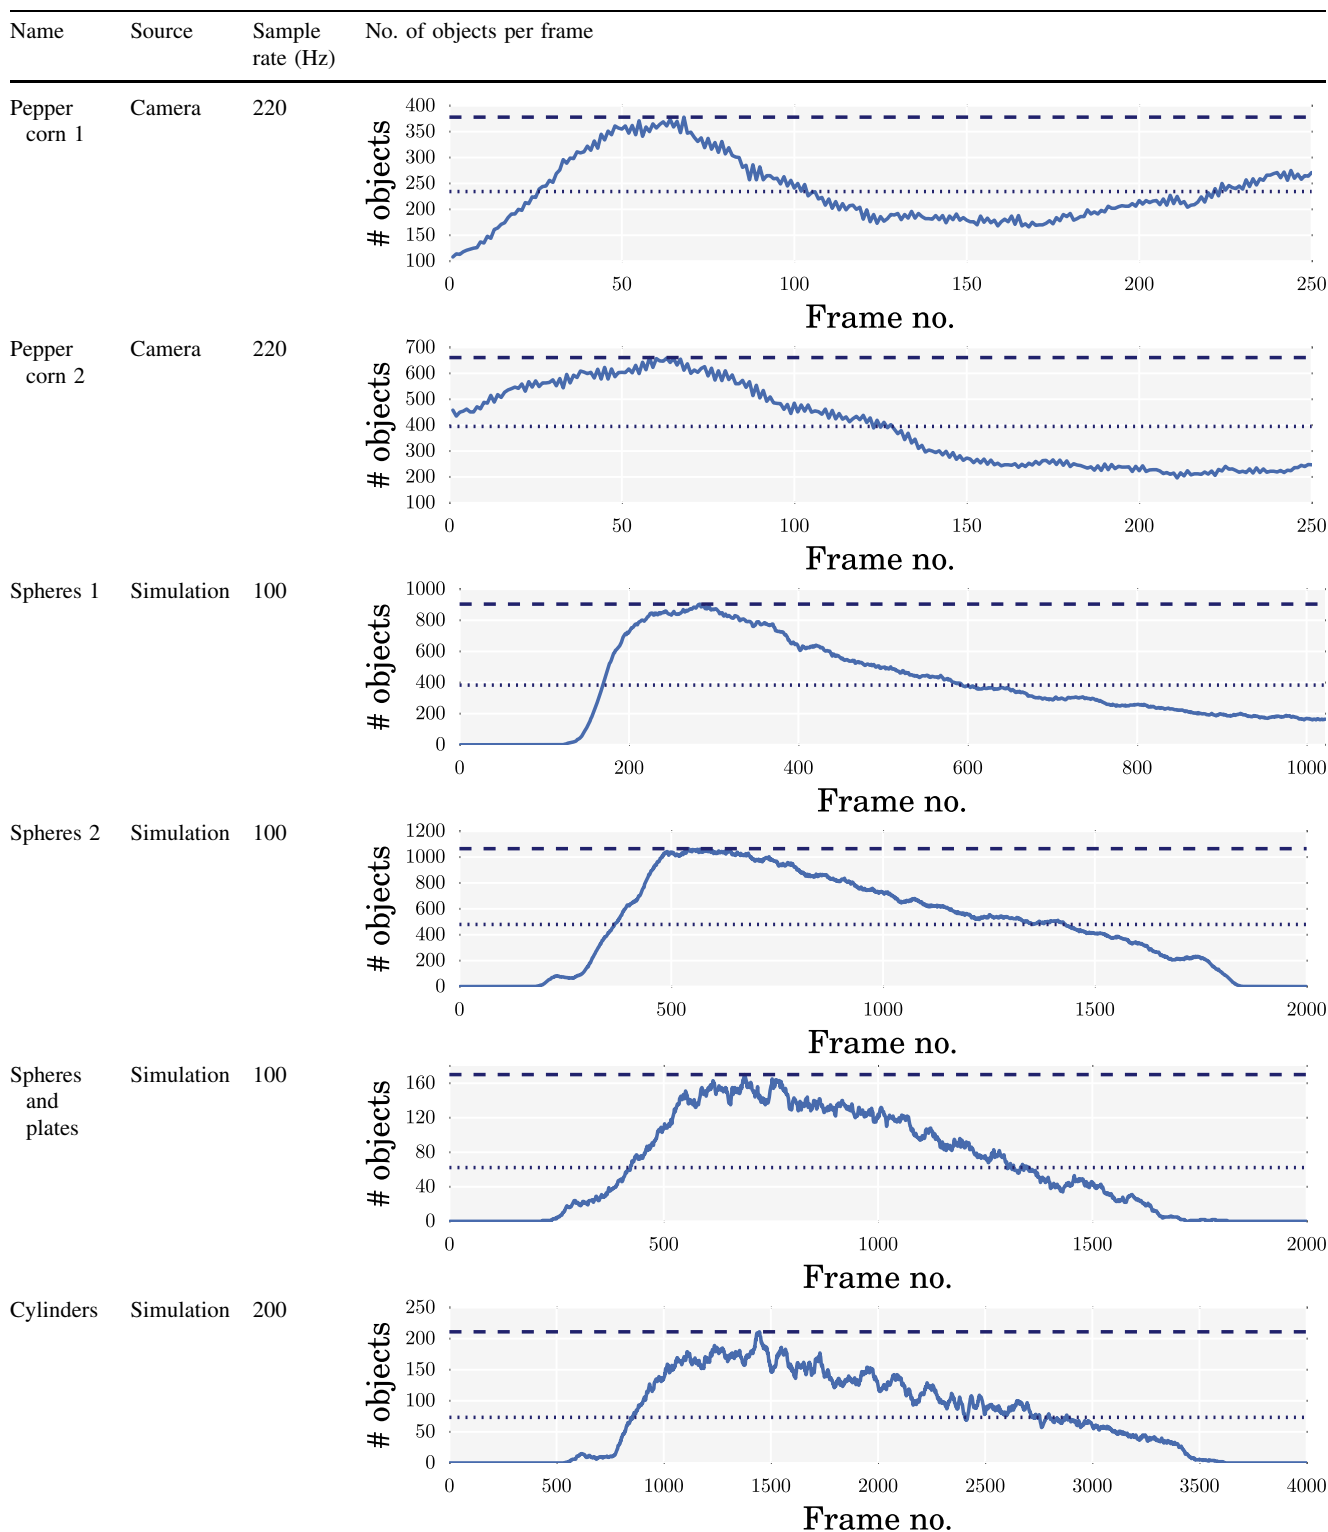 Name Source Sample rate (Hz) No. of objects per frame
Pepper corn 1 Camera 220
# objects
400
350
300
250
200
150
100
0 50 100 150 200 250
Frame no.
Pepper corn 2 Camera 220
# objects
700
600
500
400
300
200
100
0 50 100 150 200 250
Frame no.
Spheres 1 Simulation 100
# objects
1000
800
600
400
200
0
0 200 400 600 800 1000
Frame no.
Spheres 2 Simulation 100
# objects
1200
1000
800
600
400
200
0
0 500 1000 1500 2000
Frame no.
Spheres and plates Simulation 100
# objects
160
120
80
40
0
0 500 1000 1500 2000
Frame no.
Cylinders Simulation 200
# objects
250
200
150
100
50
0
0 500 1000 1500 2000 2500 3000 3500 4000
Frame no.